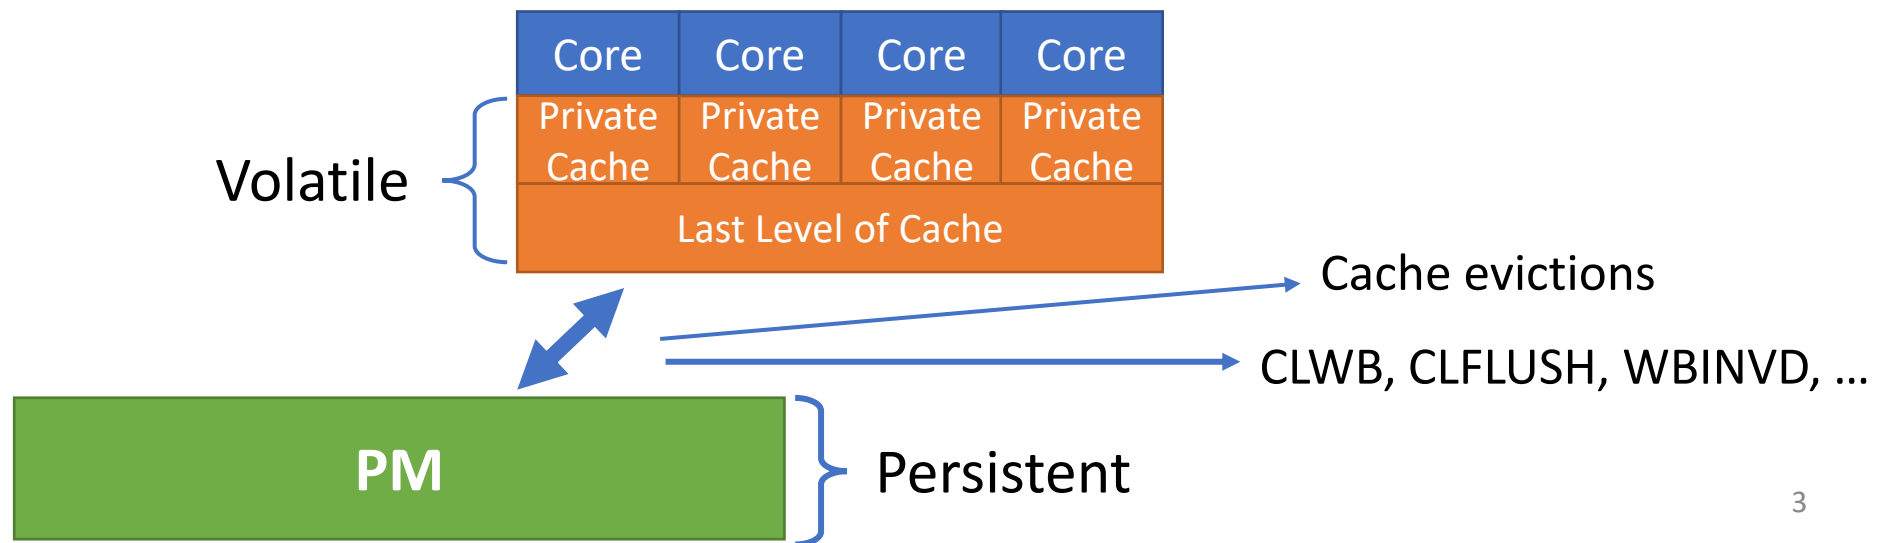 Core Core Core Core
Private Private Private Private
Cache Cache Cache Cache
Volatile
Last Level of Cache
Cache evictions
CLWB, CLFLUSH, WBINVD, ...
PM
Persistent
3